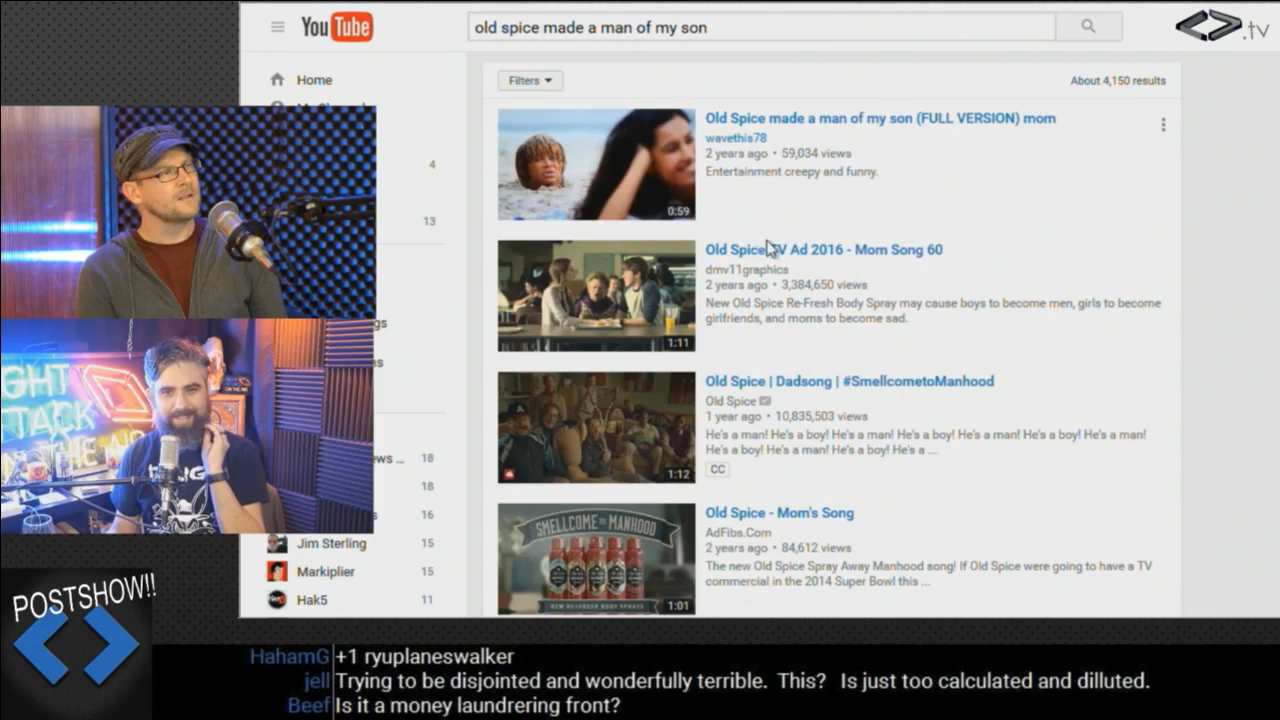 YouTube
old spice made a man of my son
.tv
Home
Filters
About 4,150 results
4
13
gs
s
ews ...
18
18
16
Jim Sterling
15
Markiplier
15
Hak5
11
Old Spice made a man of my son (FULL VERSION) mom
wavethis78
2 years ago • 59,034 views
Entertainment creepy and funny.
0:59
Old Spice TV Ad 2016 - Mom Song 60
dmv11graphics
2 years ago • 3,384,650 views
New Old Spice Re-Fresh Body Spray may cause boys to become men, girls to become
girlfriends, and moms to become sad.
1:11
Old Spice | Dadsong | #SmellcometoManhood
Old Spice
1 year ago • 10,835,503 views
He's a man! He's a boy! He's a man! He's a boy! He's a man! He's a boy! He's a man!
He's a boy! He's a man! He's a boy! He's a ...
CC
1:12
Old Spice - Mom's Song
AdFibs.Com
2 years ago • 84,612 views
The new Old Spice Spray Away Manhood song! If Old Spice were going to have a TV
commercial in the 2014 Super Bowl this ...
SMELLCOME TO MANHOOD
NEW REFRESH BODY SPRAYS
1:01
GHT
ATTACK
POSTSHOW!!
HahamG +1 ryuplaneswalker
jell Trying to be disjointed and wonderfully terrible. This? Is just too calculated and dilluted.
Beef Is it a money laundrering front?